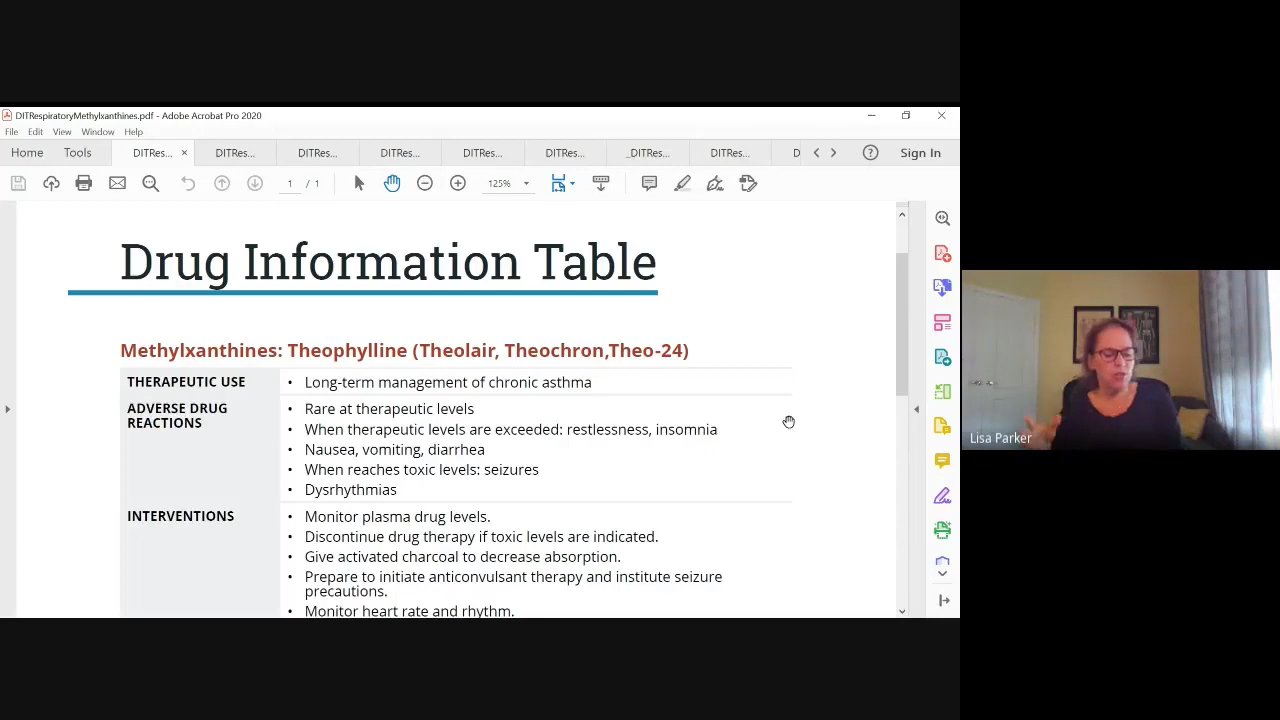 DITRespiratoryMethylxanthines.pdf - Adobe Acrobat Pro 2020
File Edit View Window Help
Home Tools DITRes... × DITRes... DITRes... DITRes... DITRes... DITRes... _DITRes... DITRes... D Sign In
1 / 1 125%
Drug Information Table
Methylxanthines: Theophylline (Theolair, Theochron,Theo-24)
THERAPEUTIC USE • Long-term management of chronic asthma
ADVERSE DRUG REACTIONS
• Rare at therapeutic levels
• When therapeutic levels are exceeded: restlessness, insomnia
• Nausea, vomiting, diarrhea
• When reaches toxic levels: seizures
• Dysrhythmias
INTERVENTIONS • Monitor plasma drug levels.
• Discontinue drug therapy if toxic levels are indicated.
• Give activated charcoal to decrease absorption.
• Prepare to initiate anticonvulsant therapy and institute seizure
precautions.
• Monitor heart rate and rhythm.
Lisa Parker